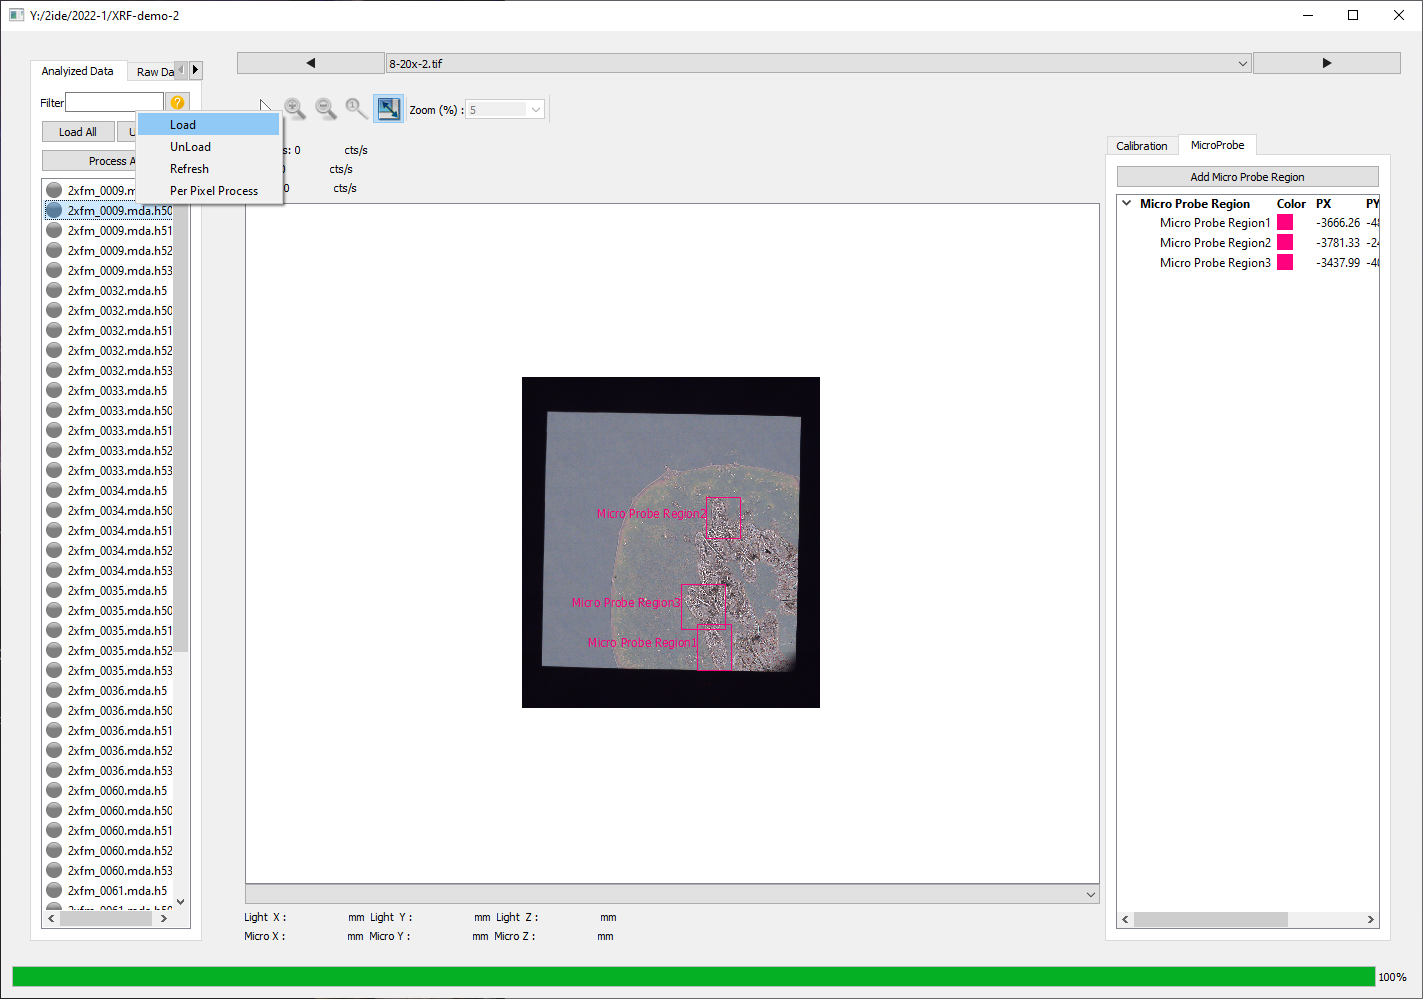 Y:/2ide/2022-1/XRF-demo-2
8-20x-2.tif
Analyized Data
Raw Da
Filter
Zoom (%) :
5
Load All
U
Process A
Load
UnLoad
Refresh
Per Pixel Process
s: 0
cts/s
cts/s
0
cts/s
2xfm_0009.m
2xfm_0009.mda.h50
2xfm_0009.mda.h51
2xfm_0009.mda.h52
2xfm_0009.mda.h53
2xfm_0032.mda.h5
2xfm_0032.mda.h50
2xfm_0032.mda.h51
2xfm_0032.mda.h52
2xfm_0032.mda.h53
2xfm_0033.mda.h5
2xfm_0033.mda.h50
2xfm_0033.mda.h51
2xfm_0033.mda.h52
2xfm_0033.mda.h53
2xfm_0034.mda.h5
2xfm_0034.mda.h50
2xfm_0034.mda.h51
2xfm_0034.mda.h52
2xfm_0034.mda.h53
2xfm_0035.mda.h5
2xfm_0035.mda.h50
2xfm_0035.mda.h51
2xfm_0035.mda.h52
2xfm_0035.mda.h53
2xfm_0036.mda.h5
2xfm_0036.mda.h50
2xfm_0036.mda.h51
2xfm_0036.mda.h52
2xfm_0036.mda.h53
2xfm_0060.mda.h5
2xfm_0060.mda.h50
2xfm_0060.mda.h51
2xfm_0060.mda.h52
2xfm_0060.mda.h53
2xfm_0061.mda.h5
Micro Probe Region2
Micro Probe Region3
Micro Probe Region1
Light X : mm Light Y : mm Light Z : mm
Micro X : mm Micro Y : mm Micro Z : mm
Calibration
MicroProbe
Add Micro Probe Region
Micro Probe Region Color PX PY
Micro Probe Region1 -3666.26 -48
Micro Probe Region2 -3781.33 -24
Micro Probe Region3 -3437.99 -40
100%